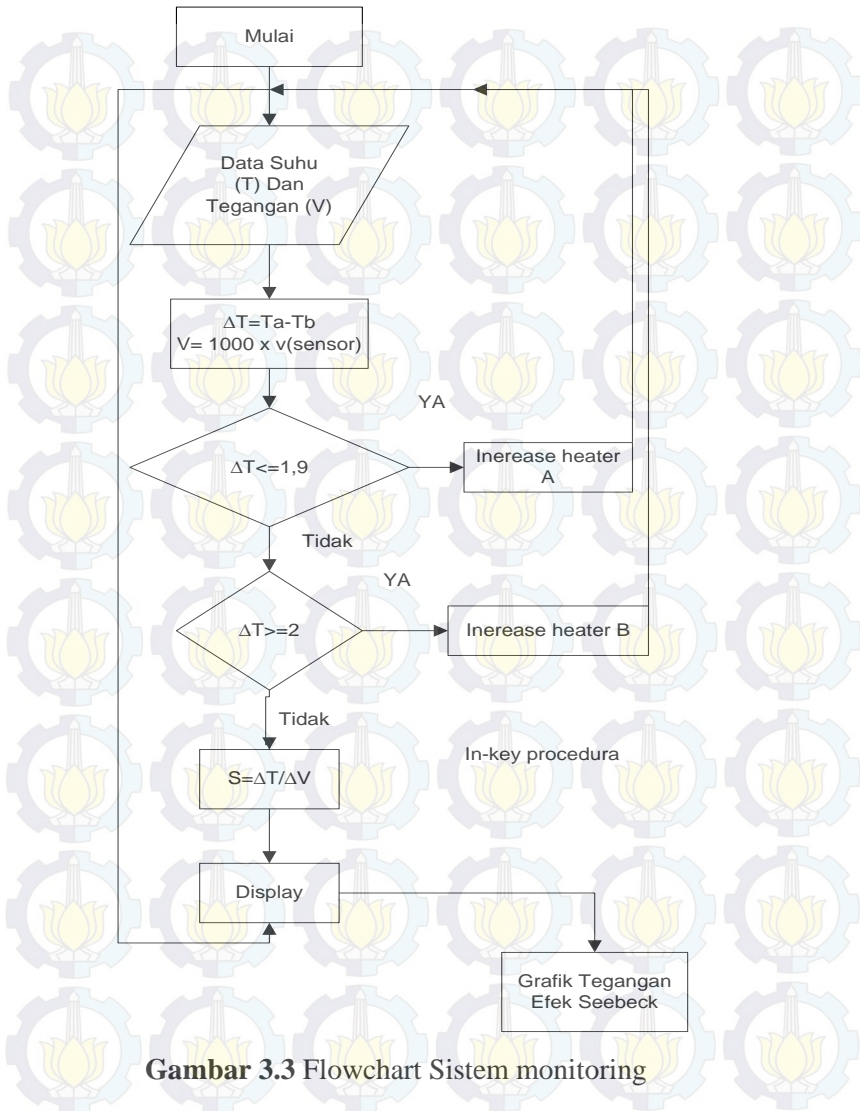 Mulai
Data Suhu
(T) Dan
Tegangan (V)
∆T=Ta-Tb
V= 1000 x v(sensor)
YA
∆T<=1,9
Inerease heater
A
Tidak
YA
∆T>=2
Inerease heater B
Tidak
In-key procedura
S=∆T/∆V
Display
Grafik Tegangan
Efek Seebeck
Gambar 3.3 Flowchart Sistem monitoring